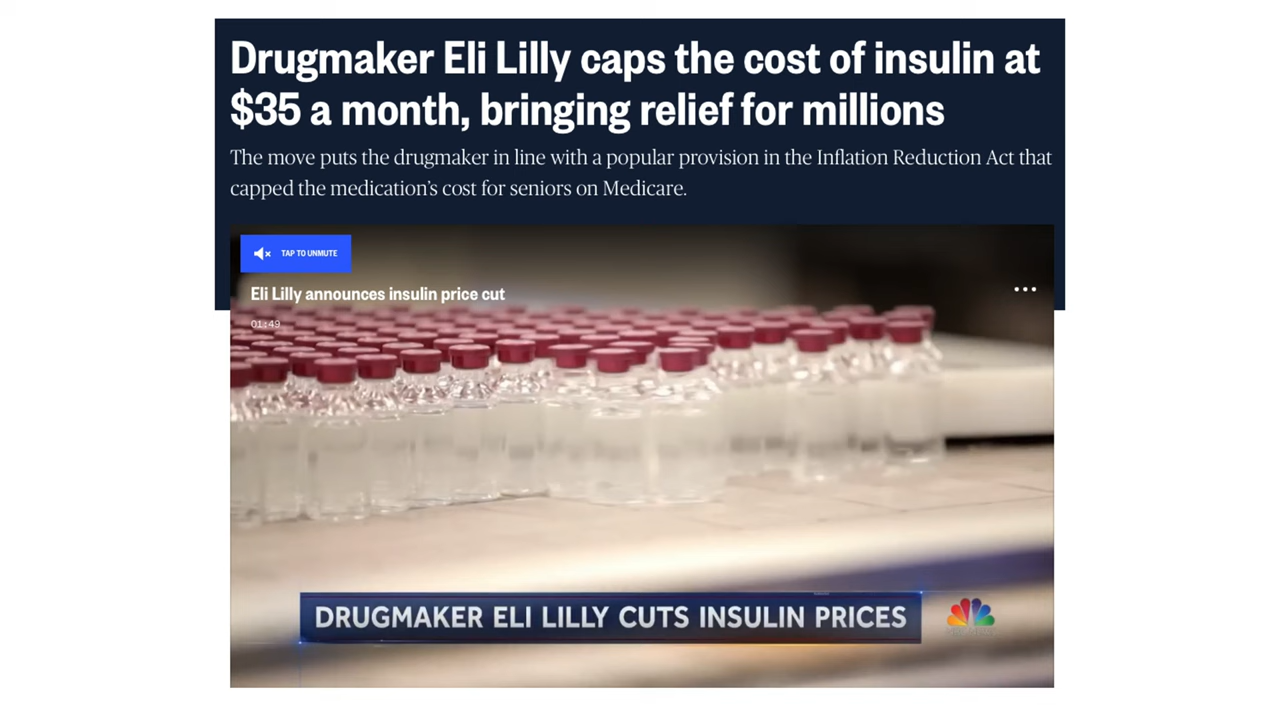 Drugmaker Eli Lilly caps the cost of insulin at
$35 a month, bringing relief for millions
The move puts the drugmaker in line with a popular provision in the Inflation Reduction Act that
capped the medication’s cost for seniors on Medicare.
TAP TO UNMUTE
Eli Lilly announces insulin price cut
01:49
DRUGMAKER ELI LILLY CUTS INSULIN PRICES